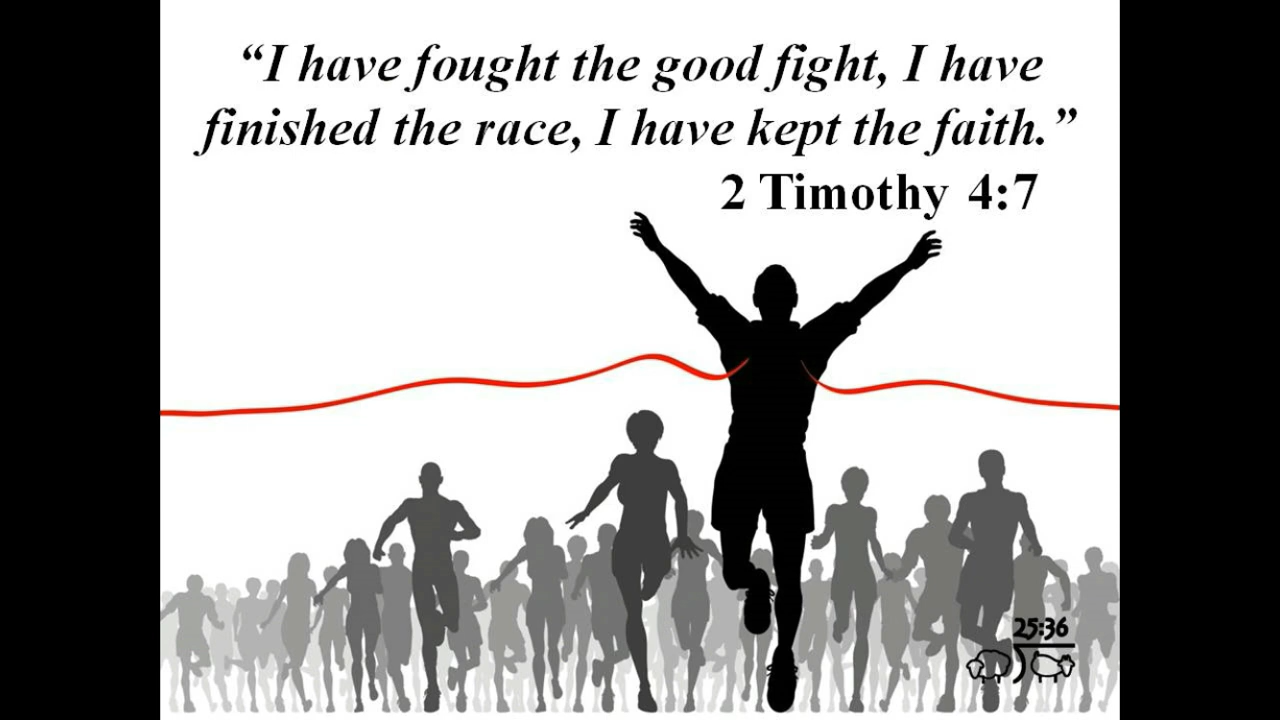 “I have fought the good fight, I have
finished the race, I have kept the faith.”
2 Timothy 4:7
25:36